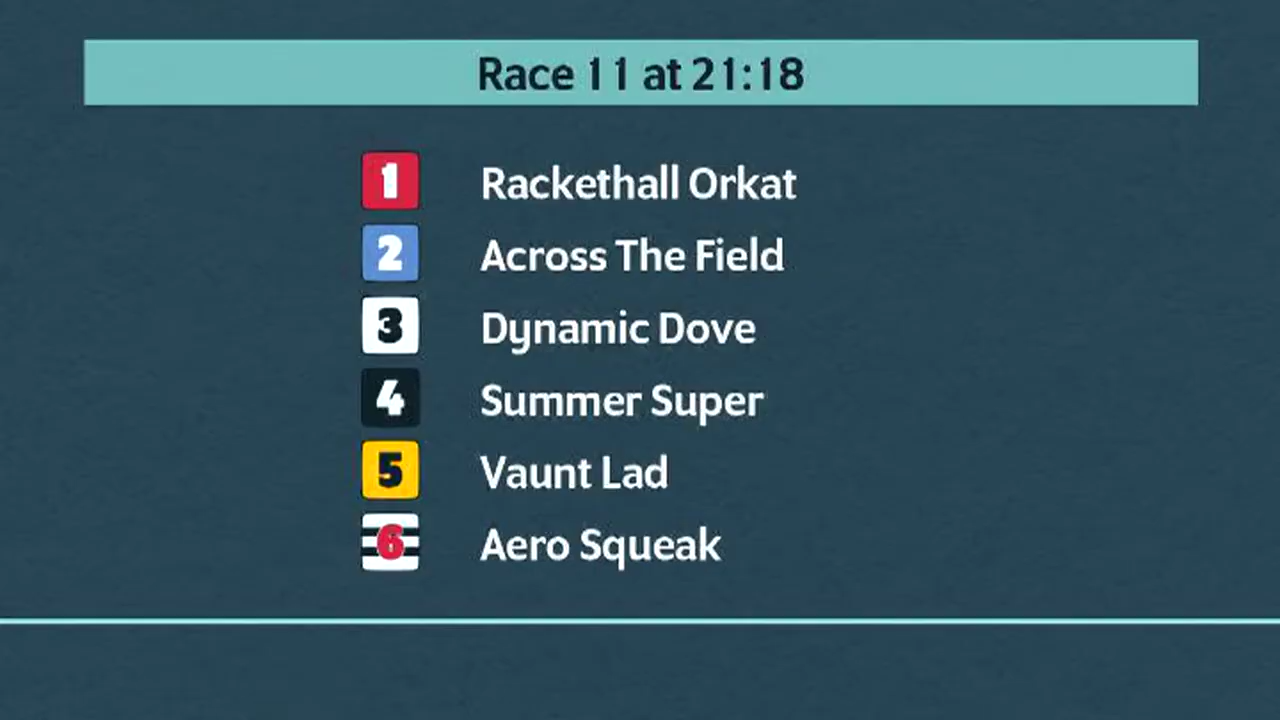 Race 11 at 21:18
1 Rackethall Orkat
2 Across The Field
3 Dynamic Dove
4 Summer Super
5 Vaunt Lad
6 Aero Squeak